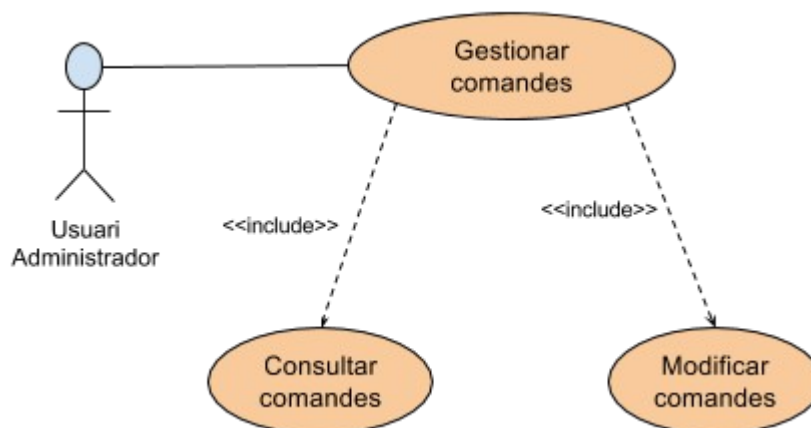 Gestionar
comandes
<<include>>
<<include>>
Usuari
Administrador
Consultar
comandes
Modificar
comandes